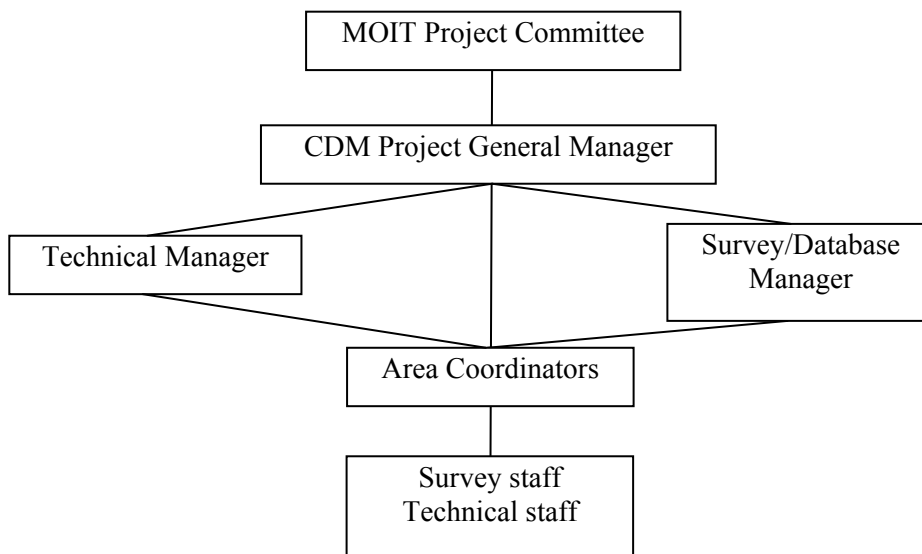 MOIT Project Committee
CDM Project General Manager
Technical Manager
Survey/Database
Manager
Area Coordinators
Survey staff
Technical staff